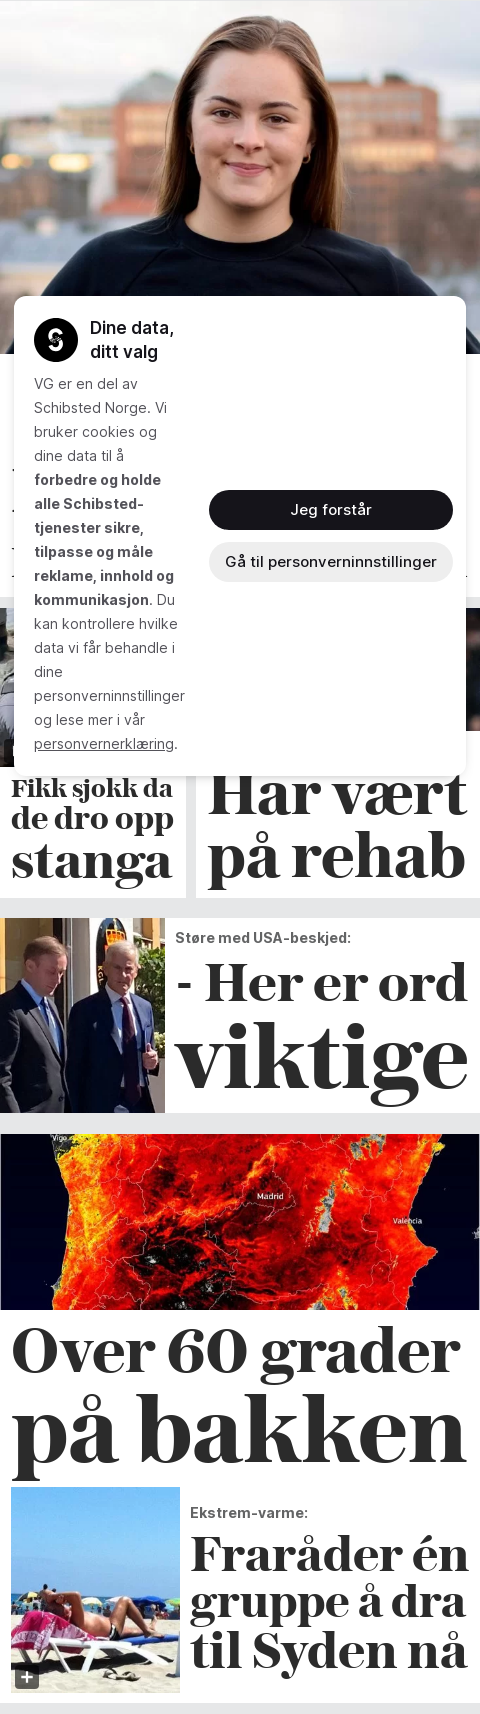 Dine data,
ditt valg
VG er en del av
Schibsted Norge. Vi
bruker cookies og
dine data til å
forbedre og holde
alle Schibsted-
tjenester sikre,
tilpasse og måle
reklame, innhold og
kommunikasjon. Du
kan kontrollere hvilke
data vi får behandle i
dine
personverninnstillinger
og lese mer i vår
personvernerklæring.
Jeg forstår
Gå til personverninnstillinger
Fikk sjokk da
de dro opp
stanga
Har vært
på rehab
Støre med USA-beskjed:
- Her er ord
viktige
Vigo
Madrid
Valencia
Over 60 grader
på bakken
Ekstrem-varme:
Fraråder én
gruppe å dra
til Syden nå